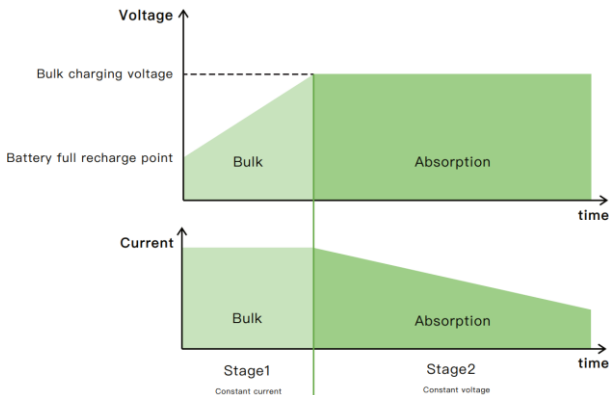 Voltage
Bulk charging voltage
Battery full recharge point
Bulk
Absorption
time
Current
Bulk
Absorption
time
Stage1
Stage2
Constant current
Constant voltage